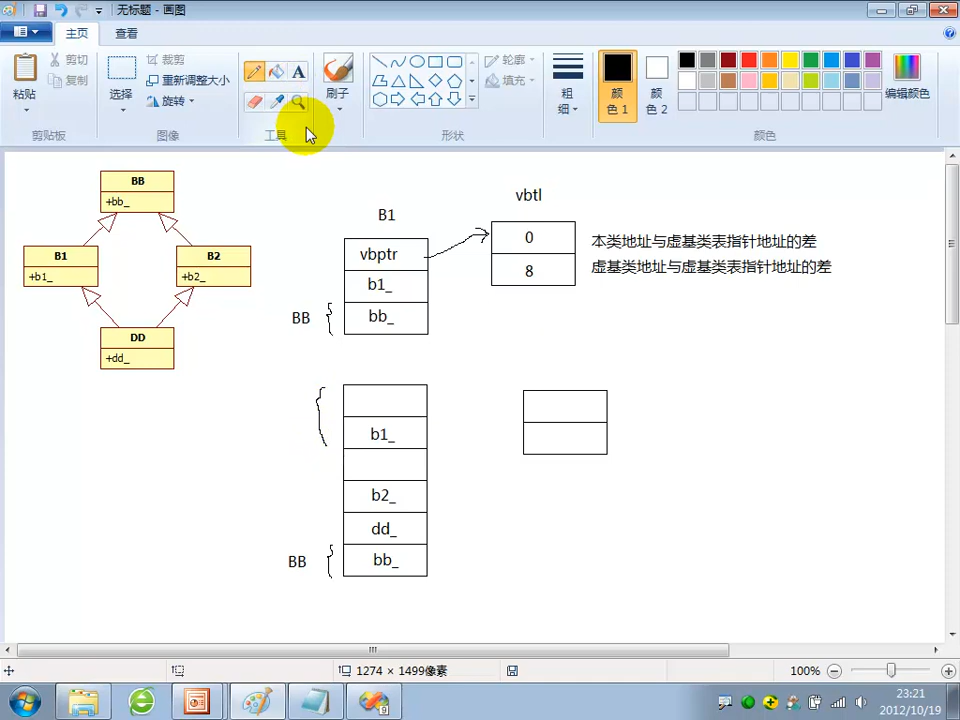 无标题 - 画图
主页
查看
粘贴
剪切
复制
剪贴板
选择
裁剪
重新调整大小
旋转
图像
A
工具
刷子
轮廓
填充
形状
粗细
颜色 1
颜色 2
编辑颜色
颜色
BB
+bb_
B1
+b1_
B2
+b2_
DD
+dd_
B1
vbptr
b1_
BB
bb_
vbtl
0
本类地址与虚基类表指针地址的差
8
虚基类地址与虚基类表指针地址的差
b1_
b2_
dd_
BB
bb_
1274 × 1499像素
100%
23:21
2012/10/19